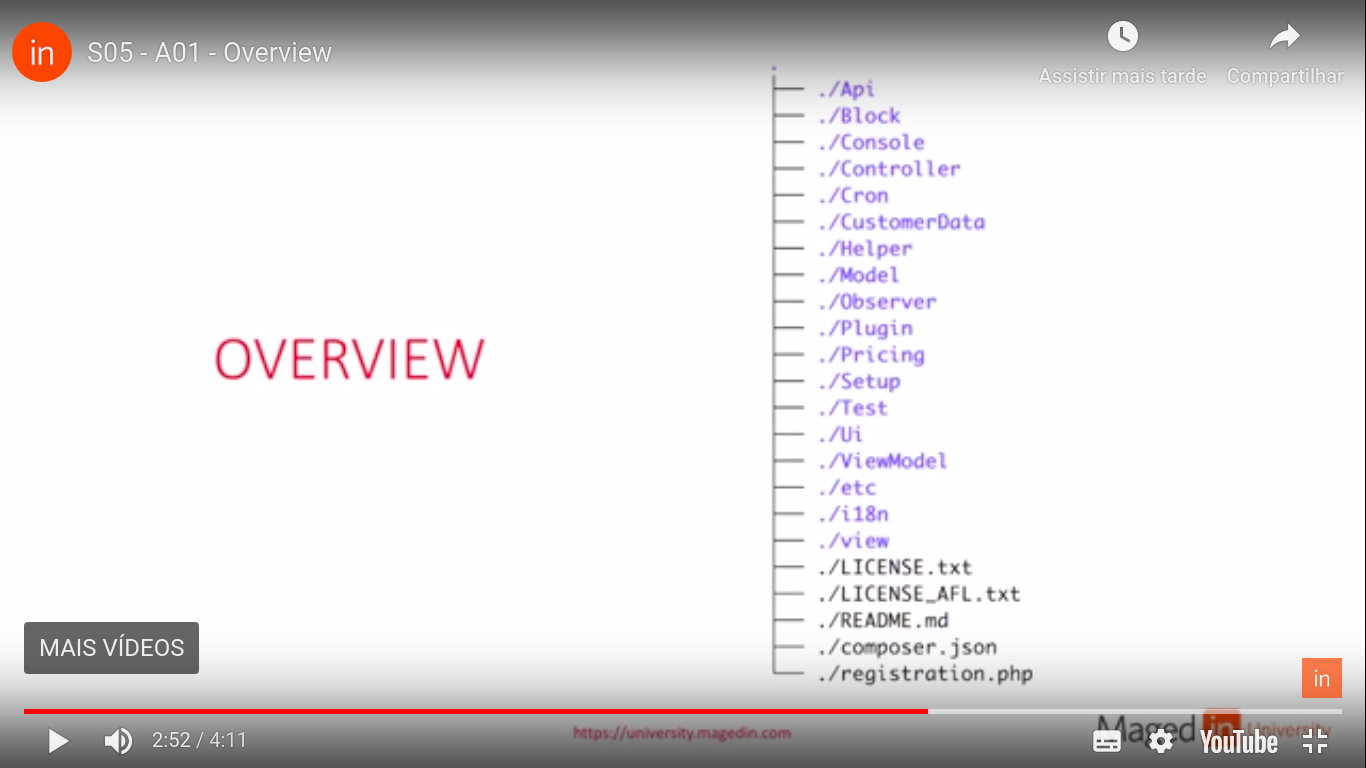 in
S05 - A01 - Overview
Assistir mais tarde
Compartilhar
.
./Api
./Block
./Console
./Controller
./Cron
./CustomerData
./Helper
./Model
./Observer
./Plugin
./Pricing
./Setup
./Test
./Ui
./ViewModel
./etc
./i18n
./view
./LICENSE.txt
./LICENSE_AFL.txt
./README.md
./composer.json
./registration.php
OVERVIEW
MAIS VÍDEOS
in
https://university.magedin.com
Magedin University
2:52 / 4:11
YouTube